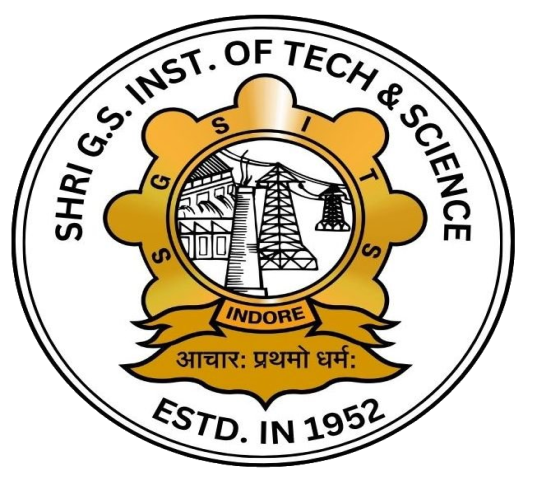 SHRI G.S. INST. OF TECH & SCIENCE
S G S I T S
INDORE
आचार: प्रथमो धर्म:
ESTD. IN 1952